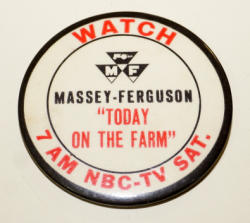 WATCH
MF
MASSEY-FERGUSON
"TODAY
ON THE FARM"
7 AM NBC-TV SAT.